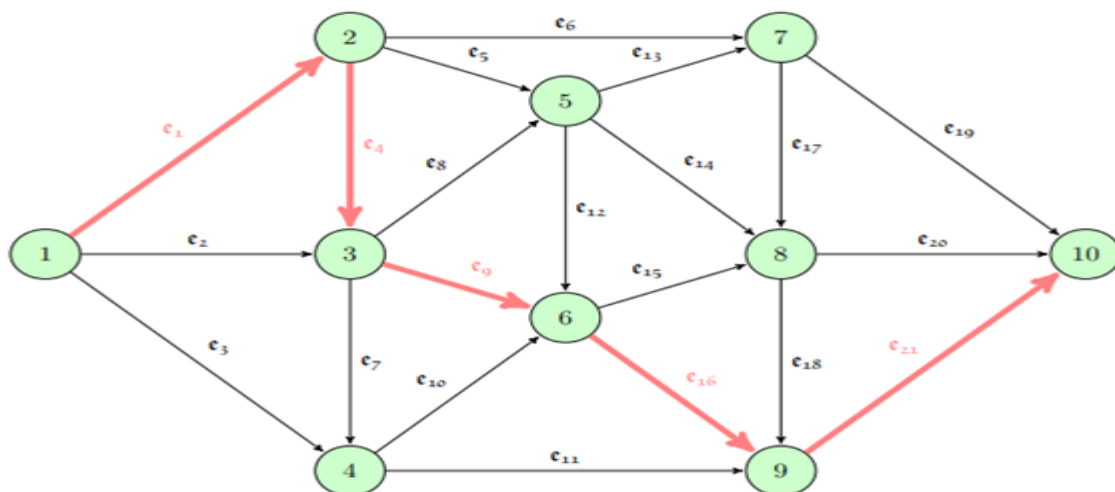 2 𝔢₆ 7
𝔢₅ 𝔢₁₃
5
𝔢₁ 𝔢₄ 𝔢₁₇ 𝔢₁₉
𝔢₈ 𝔢₁₄
𝔢₁₂
1 𝔢₂ 3 8 𝔢₂₀ 10
𝔢₉ 𝔢₁₅
6
𝔢₃ 𝔢₇ 𝔢₁₈ 𝔢₂₁
𝔢₁₀ 𝔢₁₆
4 𝔢₁₁ 9